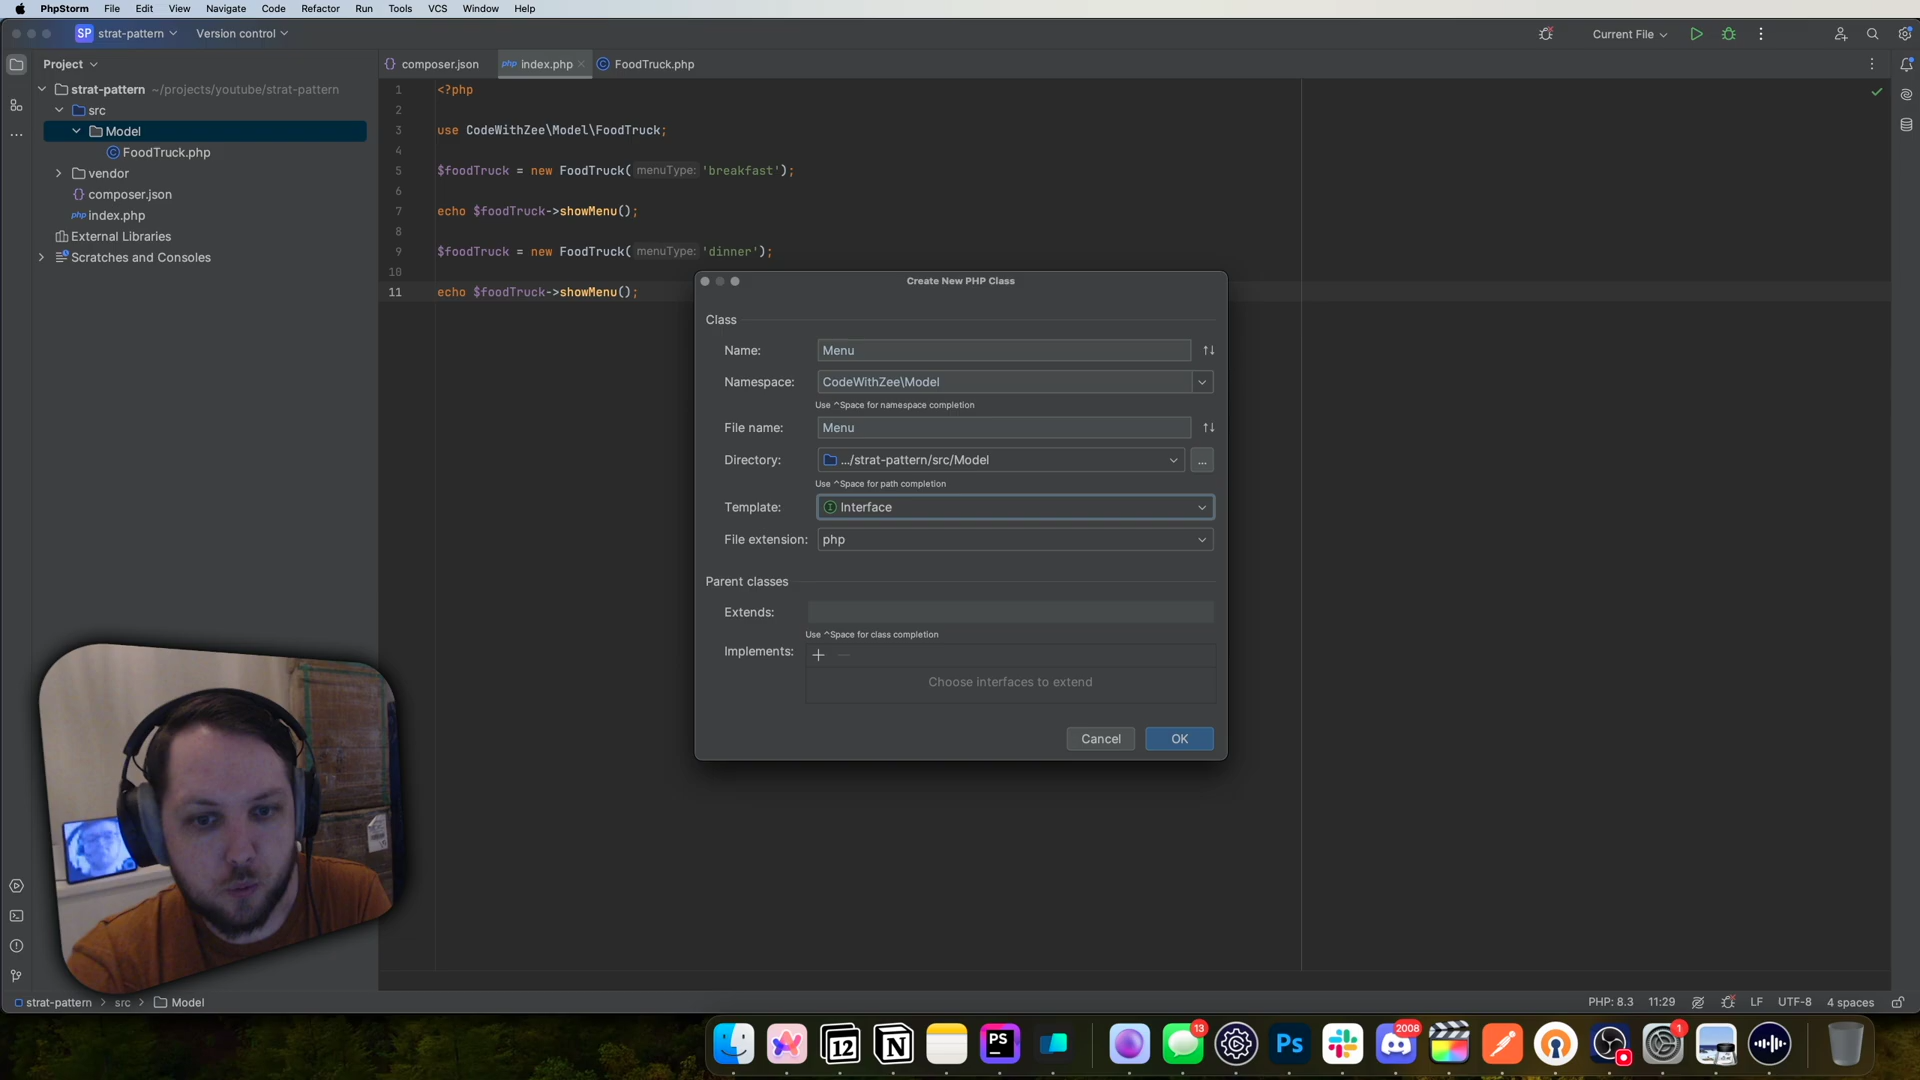 PhpStorm File Edit View Navigate Code Refactor Run Tools VCS Window Help
SP strat-pattern Version control Current File
Project
composer.json
php index.php
FoodTruck.php
strat-pattern ~/projects/youtube/strat-pattern
src
Model
FoodTruck.php
vendor
composer.json
php index.php
External Libraries
Scratches and Consoles
1 <?php
2
3 use CodeWithZee\Model\FoodTruck;
4
5 $foodTruck = new FoodTruck( menuType: 'breakfast');
6
7 echo $foodTruck->showMenu();
8
9 $foodTruck = new FoodTruck( menuType: 'dinner');
10
11 echo $foodTruck->showMenu();
Create New PHP Class
Class
Name: Menu
Namespace: CodeWithZee\Model
Use ^Space for namespace completion
File name: Menu
Directory: .../strat-pattern/src/Model ...
Use ^Space for path completion
Template: I Interface
File extension: php
Parent classes
Extends:
Use ^Space for class completion
Implements:
Choose interfaces to extend
Cancel OK
strat-pattern > src > Model
PHP: 8.3 11:29 LF UTF-8 4 spaces
12 N PS 13 Ps 2008 1